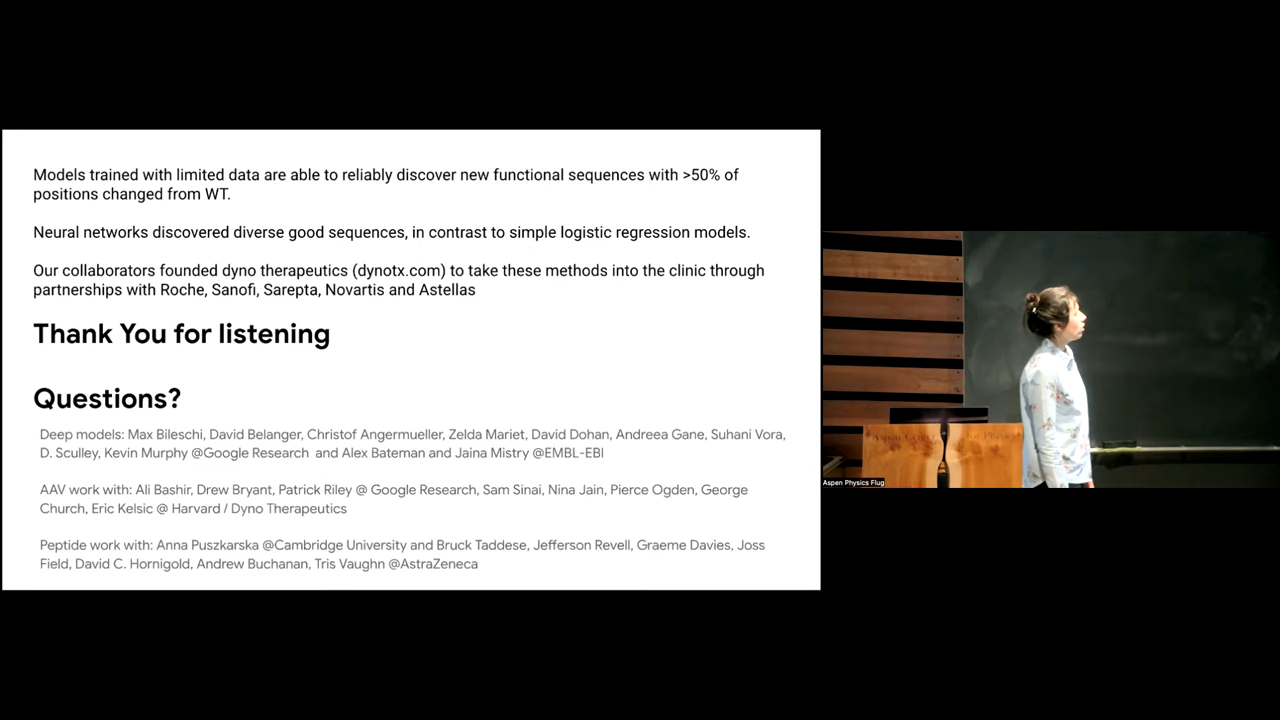 Models trained with limited data are able to reliably discover new functional sequences with >50% of
positions changed from WT.
Neural networks discovered diverse good sequences, in contrast to simple logistic regression models.
Our collaborators founded dyno therapeutics (dynotx.com) to take these methods into the clinic through
partnerships with Roche, Sanofi, Sarepta, Novartis and Astellas
Thank You for listening
Questions?
Deep models: Max Bileschi, David Belanger, Christof Angermueller, Zelda Mariet, David Dohan, Andreea Gane, Suhani Vora,
D. Sculley, Kevin Murphy @Google Research and Alex Bateman and Jaina Mistry @EMBL-EBI
AAV work with: Ali Bashir, Drew Bryant, Patrick Riley @ Google Research, Sam Sinai, Nina Jain, Pierce Ogden, George
Church, Eric Kelsic @ Harvard / Dyno Therapeutics
Peptide work with: Anna Puszkarska @Cambridge University and Bruck Taddese, Jefferson Revell, Graeme Davies, Joss
Field, David C. Hornigold, Andrew Buchanan, Tris Vaughn @AstraZeneca
Aspen Center for Physics
Aspen Physics Flug